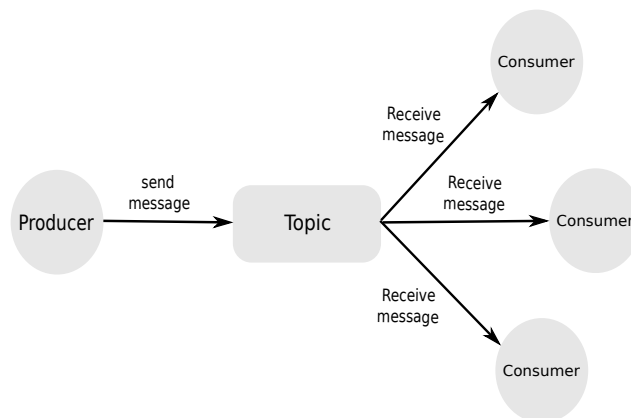 Consumer
Receive
message
send
message
Receive
message
Producer
Topic
Consumer
Receive
message
Consumer